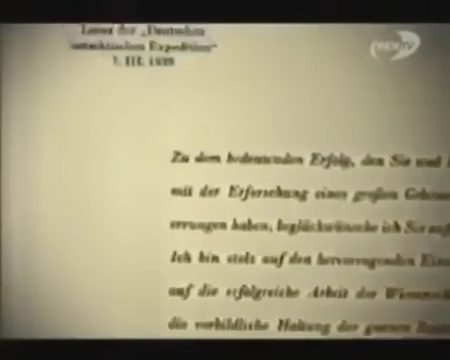 Leiter der „Deutschen
antarktischen Expedition“
7. III. 1939
Zu dem bedeutenden Erfolg, den Sie und
mit der Erforschung eines großen
errungen haben, beglückwünsche ich Sie
Ich bin stolz auf den hervorragenden
auf die erfolgreiche Arbeit der
die vorbildliche Haltung der ganzen